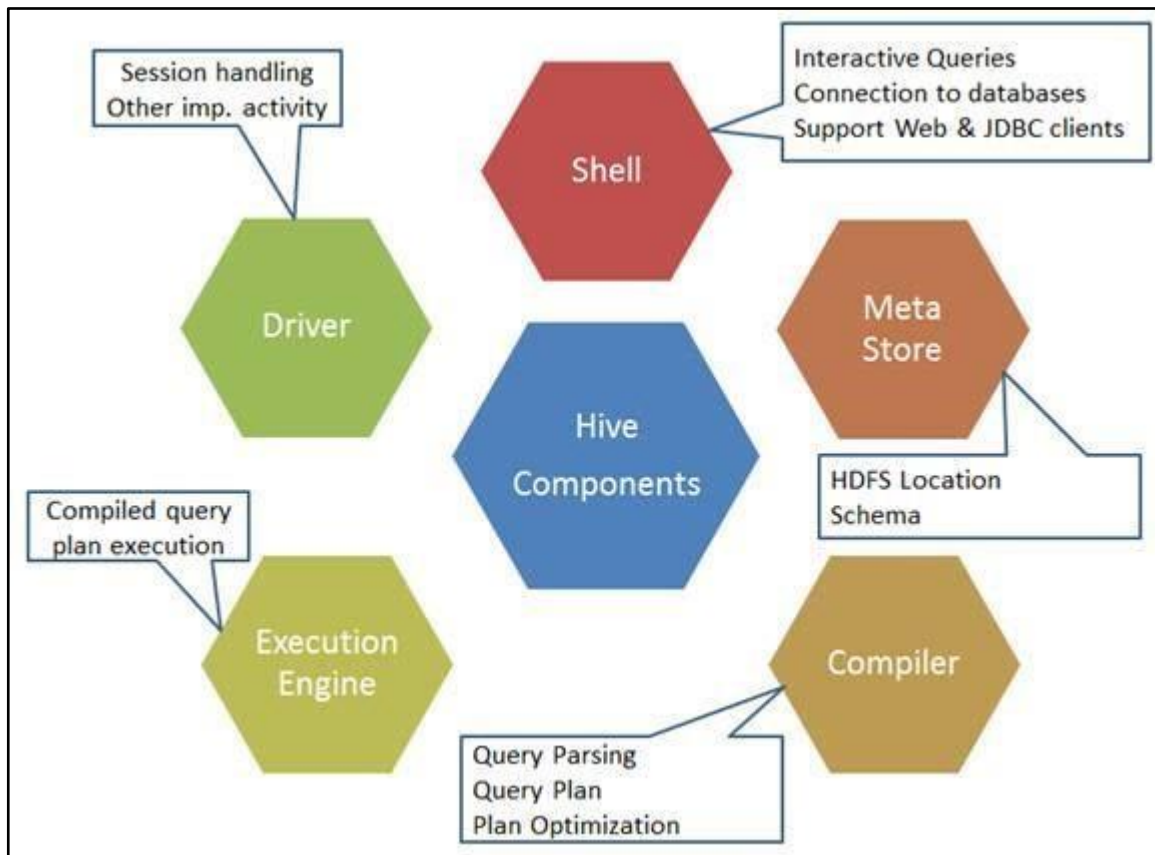 Session handling
Other imp. activity
Shell
Interactive Queries
Connection to databases
Support Web & JDBC clients
Driver
Meta
Store
HDFS Location
Schema
Hive
Components
Compiled query
plan execution
Execution
Engine
Compiler
Query Parsing
Query Plan
Plan Optimization